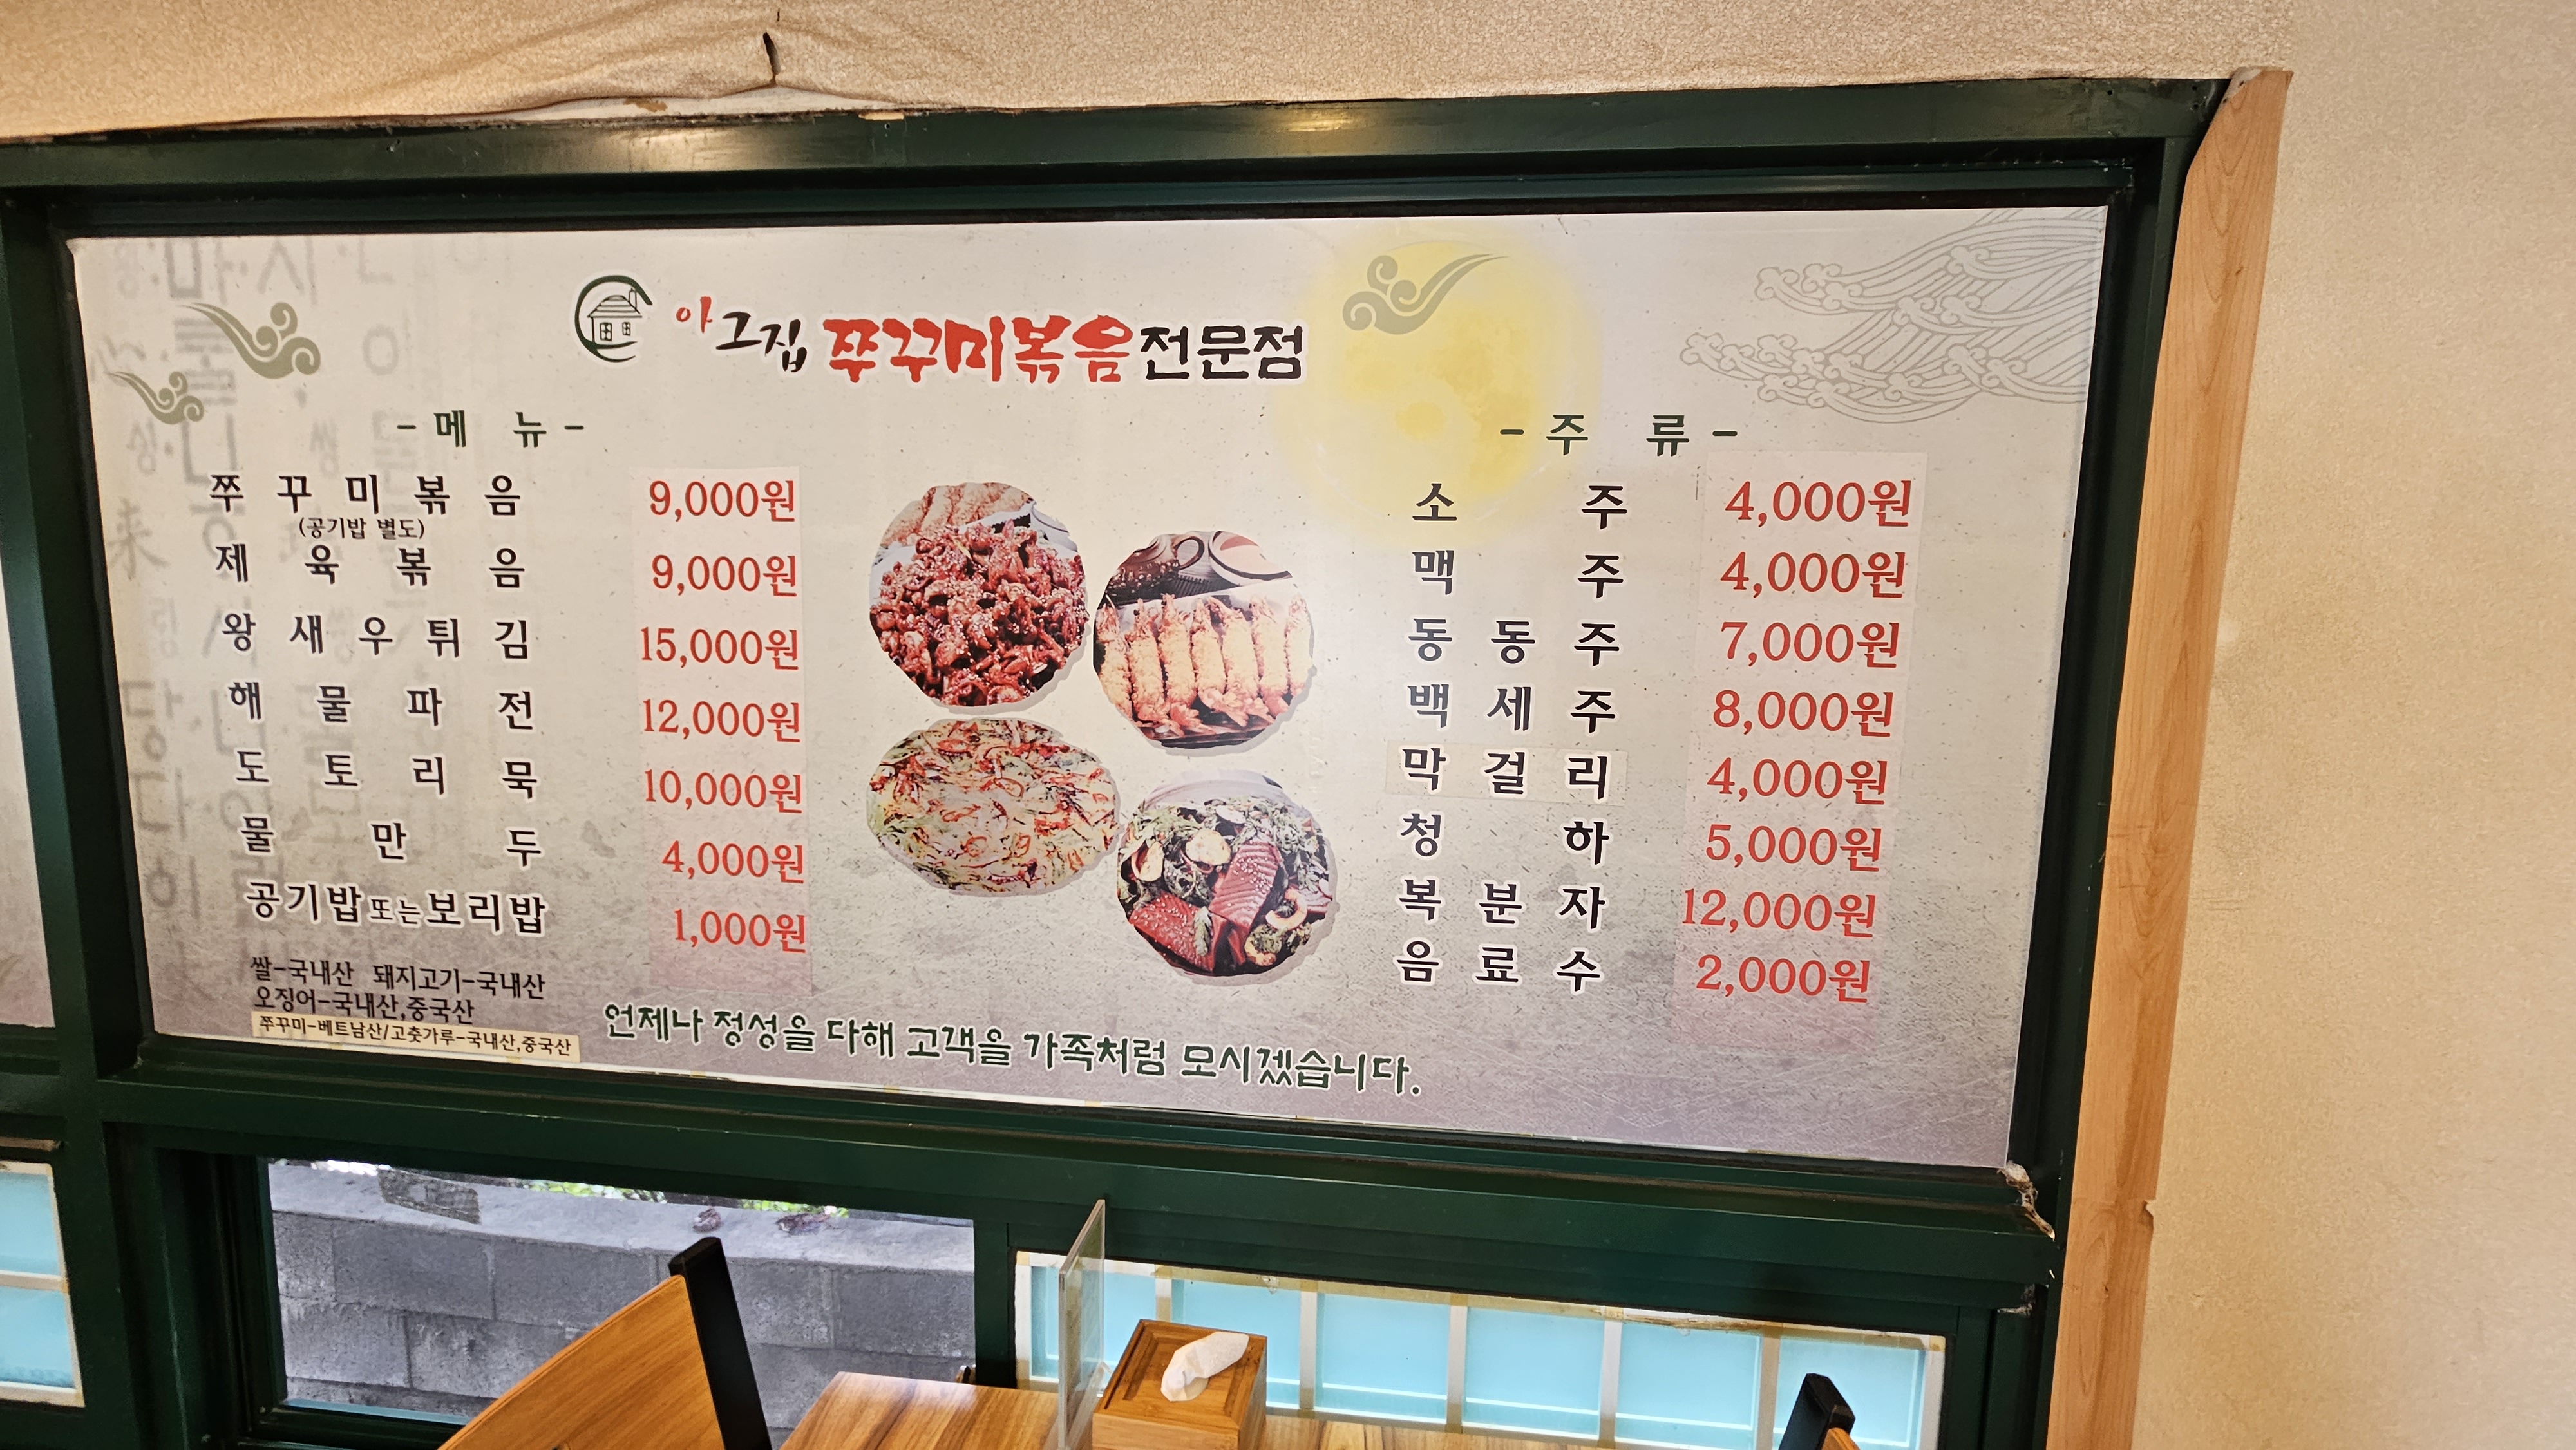 아그집 쭈꾸미볶음전문점
- 메 뉴 -
쭈 꾸 미 볶 음 9,000원
(공기밥 별도)
제 육 볶 음 9,000원
왕 새 우 튀 김 15,000원
해 물 파 전 12,000원
도 토 리 묵 10,000원
물 만 두 4,000원
공기밥또는보리밥 1,000원
쌀-국내산 돼지고기-국내산
오징어-국내산,중국산
쭈꾸미-베트남산/고춧가루-국내산,중국산
- 주 류 -
소 주 4,000원
맥 주 4,000원
동 동 주 7,000원
백 세 주 8,000원
막 걸 리 4,000원
청 하 5,000원
복 분 자 12,000원
음 료 수 2,000원
언제나 정성을 다해 고객을 가족처럼 모시겠습니다.